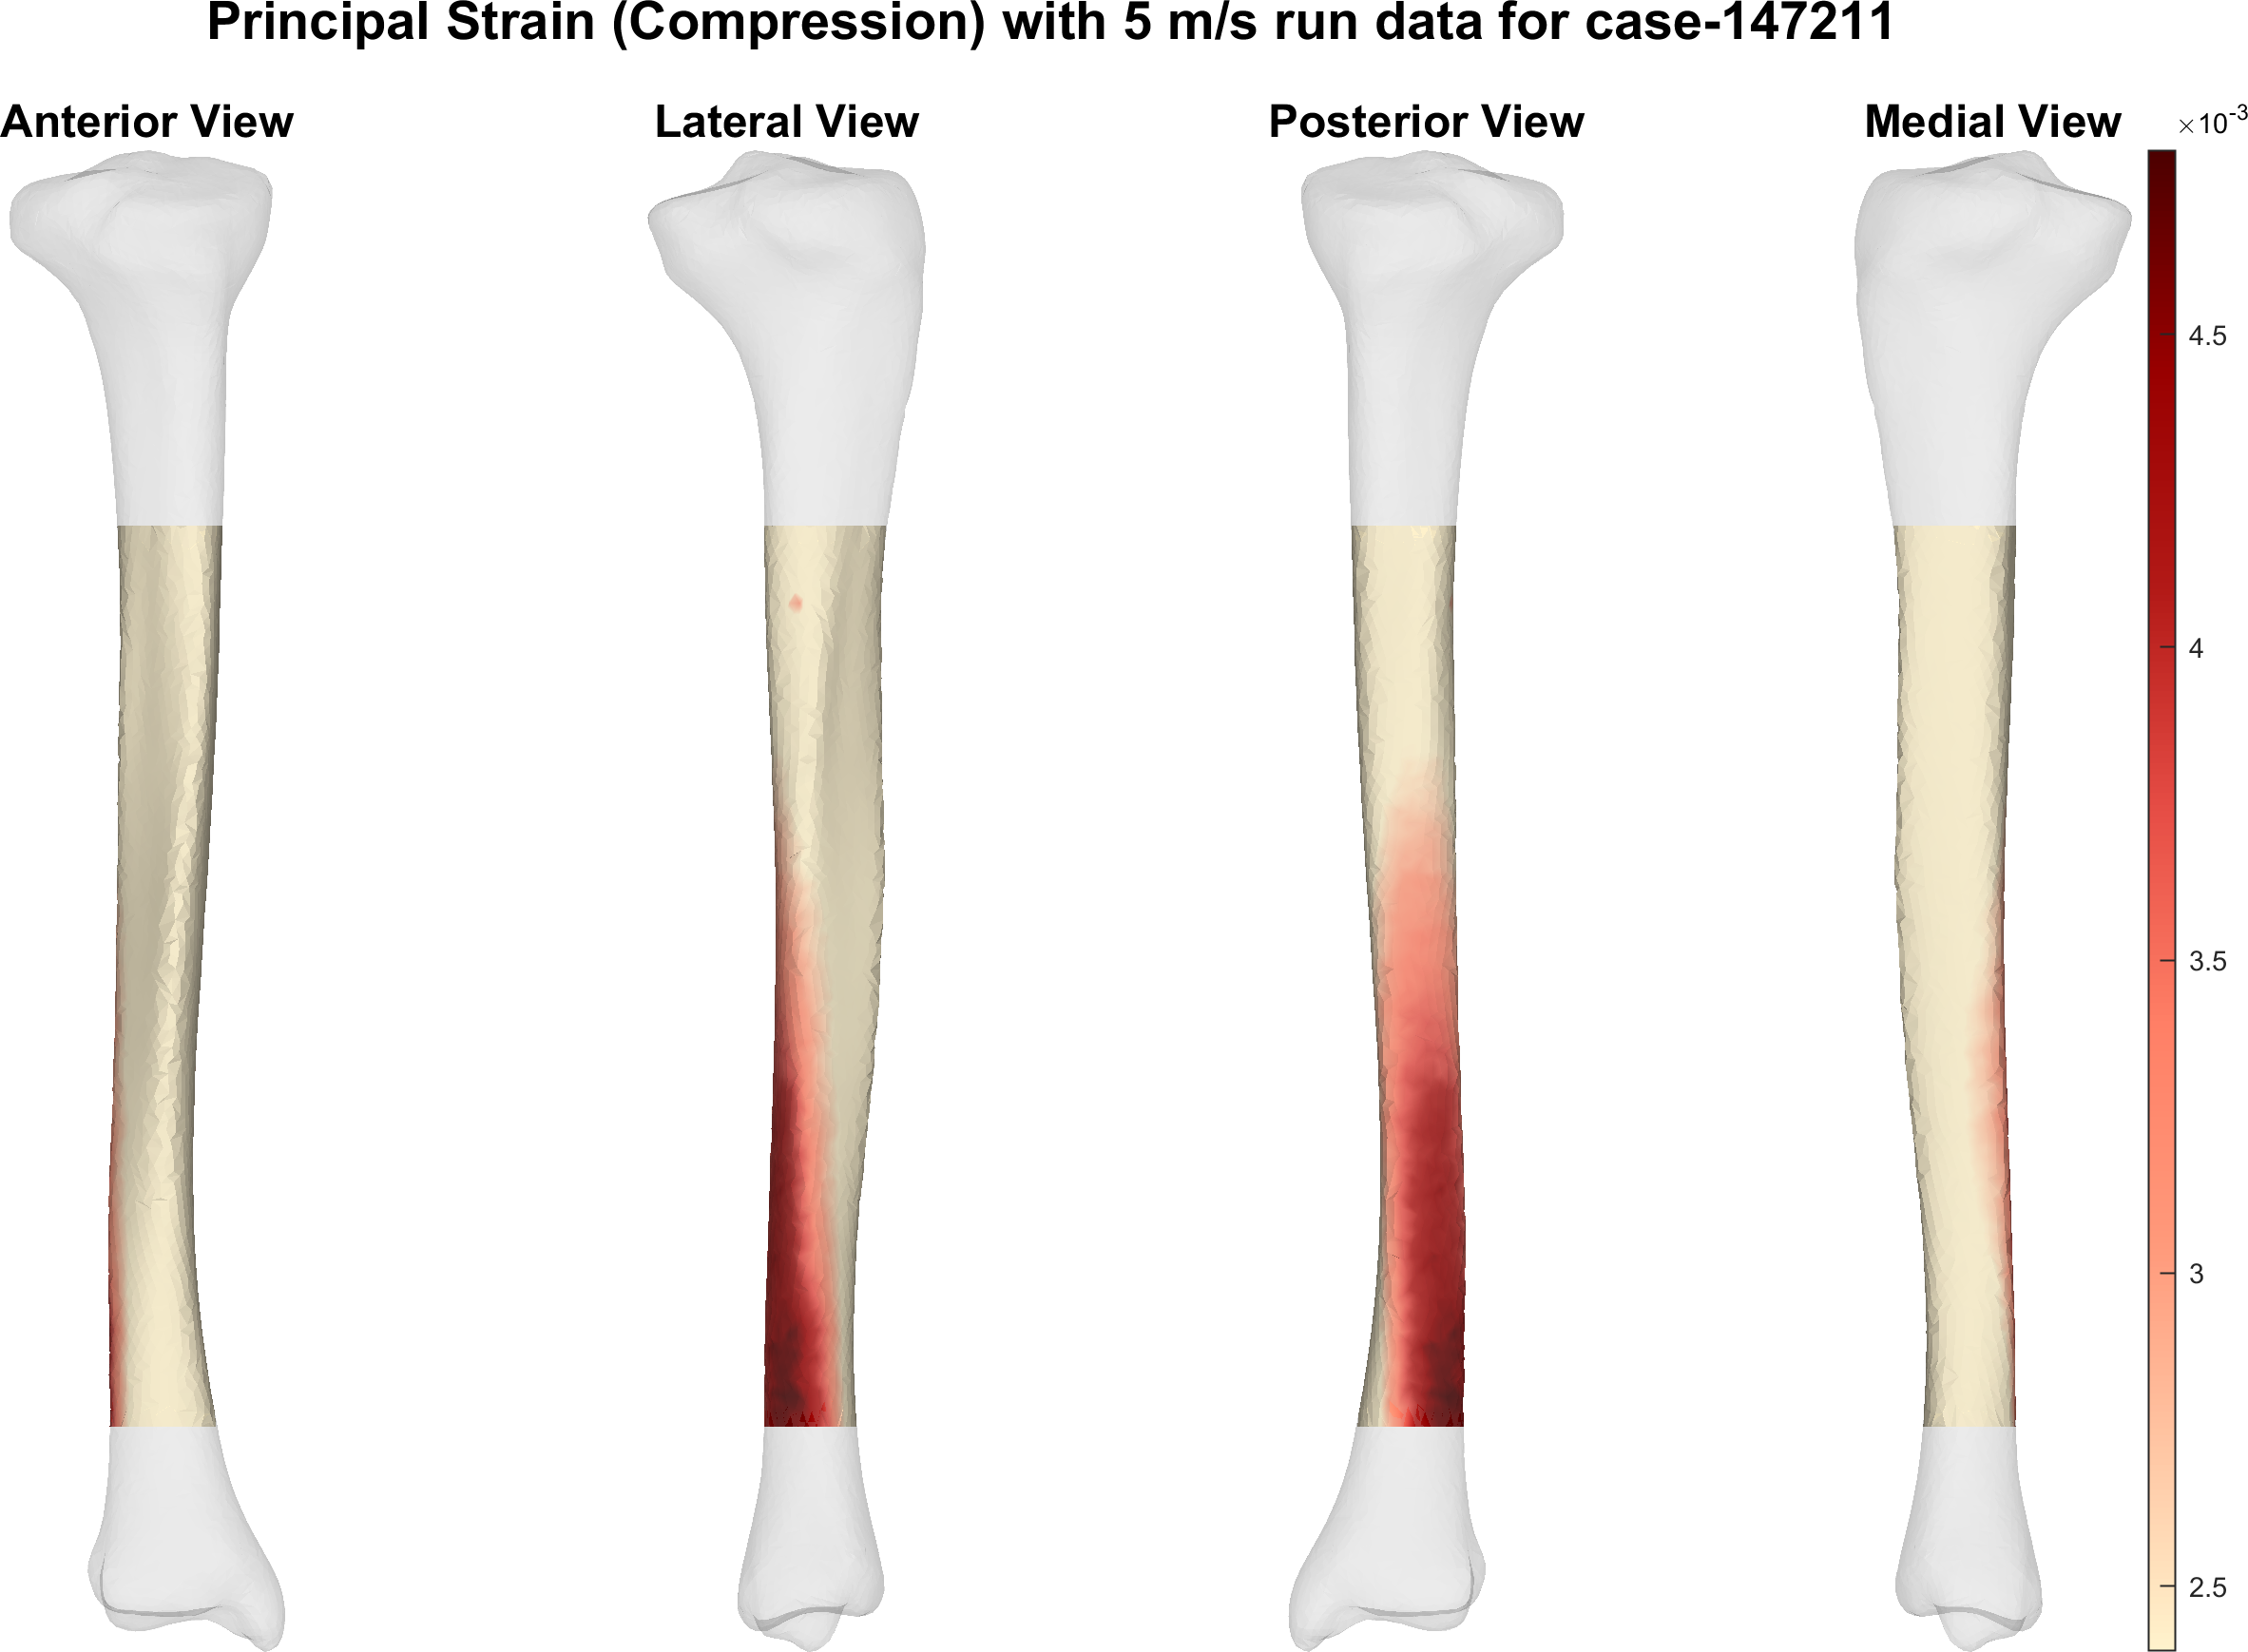 Principal Strain (Compression) with 5 m/s run data for case-147211
Anterior View
Lateral View
Posterior View
Medial View
×10-3
4.5
4
3.5
3
2.5